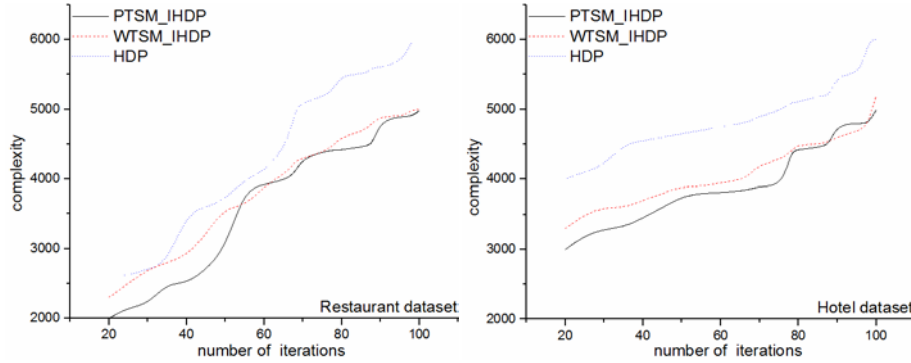 PTSM_IHDP
WTSM_IHDP
HDP
6000
5000
4000
3000
2000
complexity
20
40
60
80
100
number of iterations
Restaurant dataset
PTSM_IHDP
WTSM_IHDP
HDP
6000
5000
4000
3000
2000
complexity
20
40
60
80
100
number of iterations
Hotel dataset